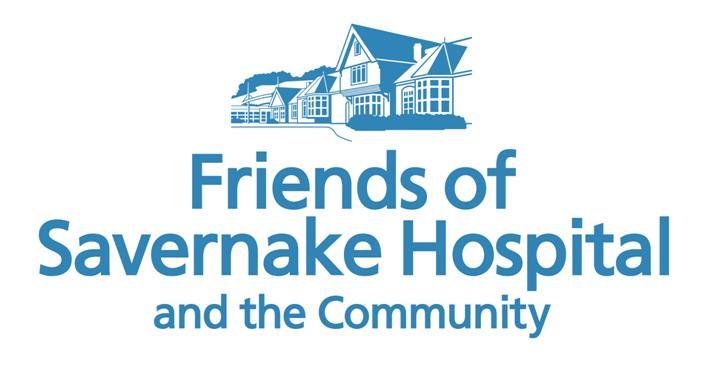 Friends of
Savernake Hospital
and the Community